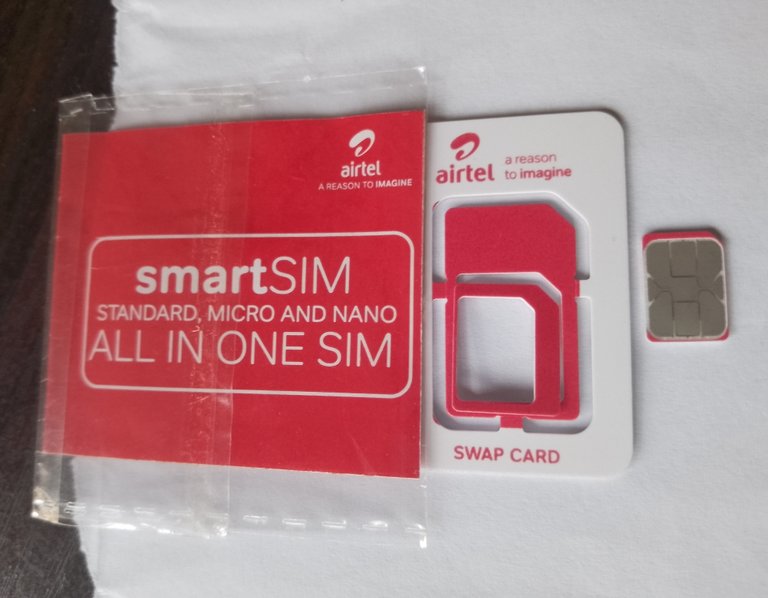 airtel
A REASON TO IMAGINE
smartSIM
STANDARD, MICRO AND NANO
ALL IN ONE SIM
airtel
a reason
to imagine
SWAP CARD